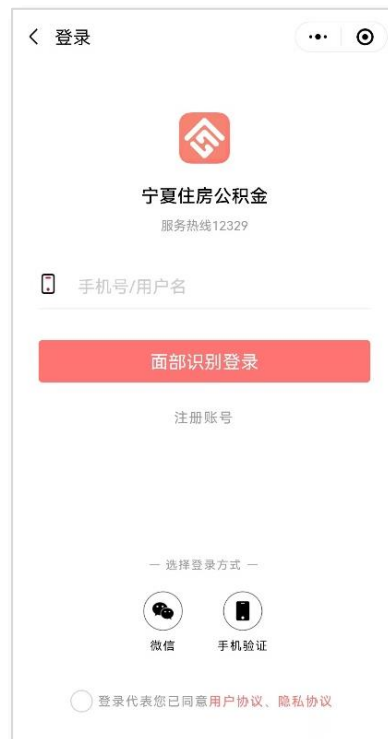 登录
宁夏住房公积金
服务热线12329
手机号/用户名
面部识别登录
注册账号
— 选择登录方式 —
微信 手机验证
登录代表您已同意用户协议、隐私协议